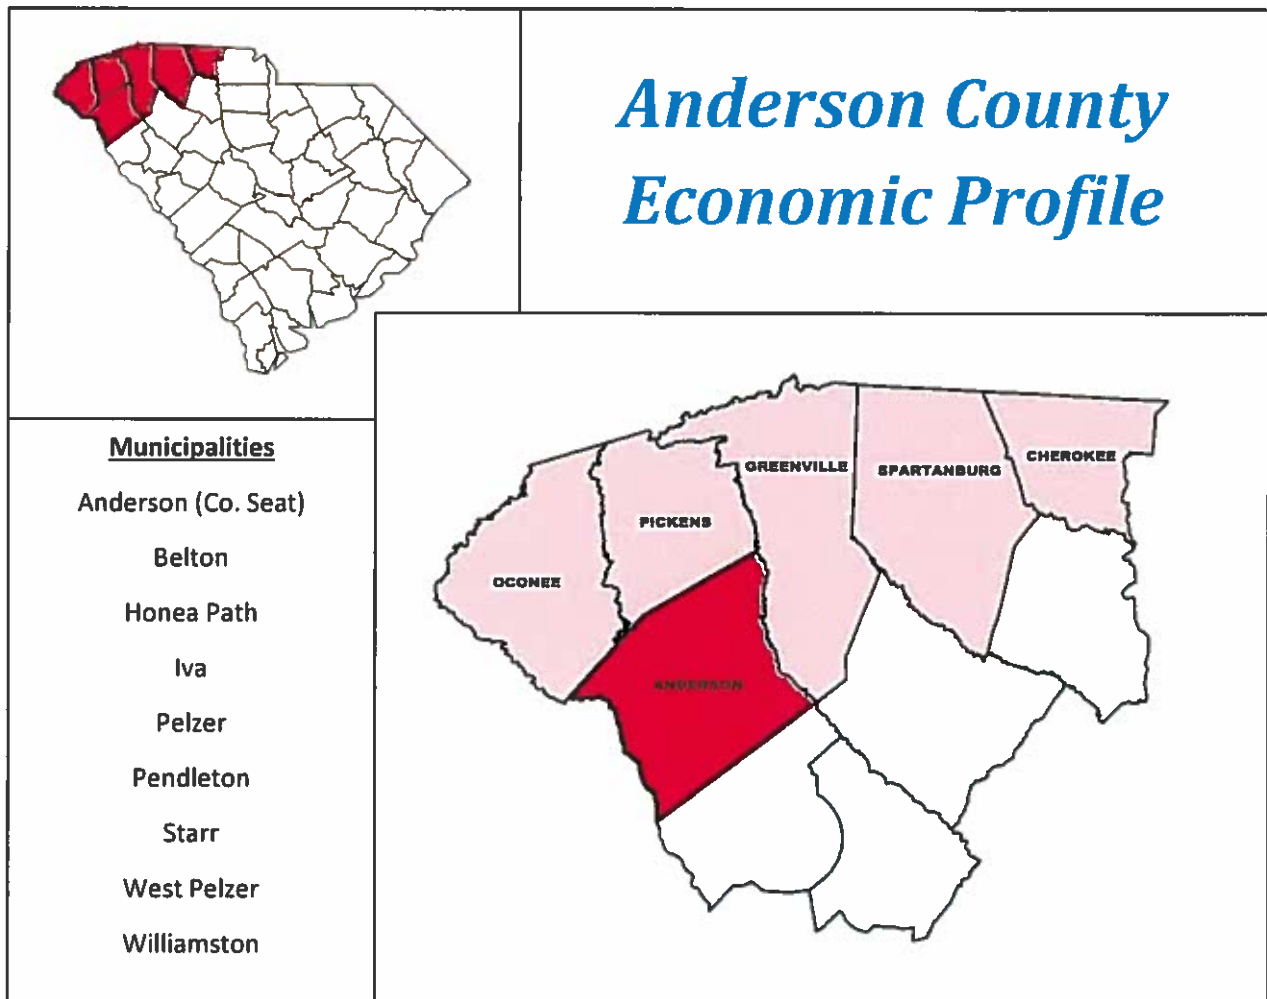 Anderson County
Economic Profile
Municipalities
Anderson (Co. Seat)
Belton
Honea Path
Iva
Pelzer
Pendleton
Starr
West Pelzer
Williamston
GREENVILLE
SPARTANBURG
CHEROKEE
PICKENS
OCONEE
ANDERSON